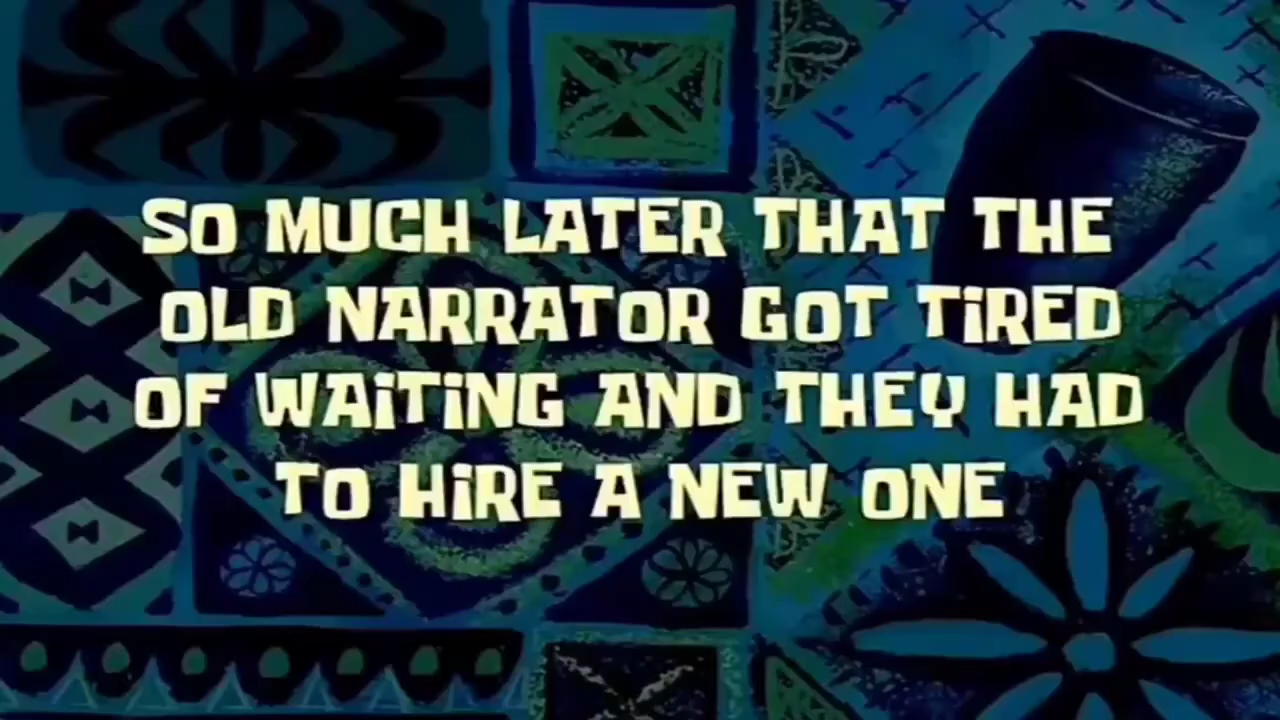 SO MUCH LATER THAT THE
OLD NARRATOR GOT TIRED
OF WAITING AND THEY HAD
TO HIRE A NEW ONE